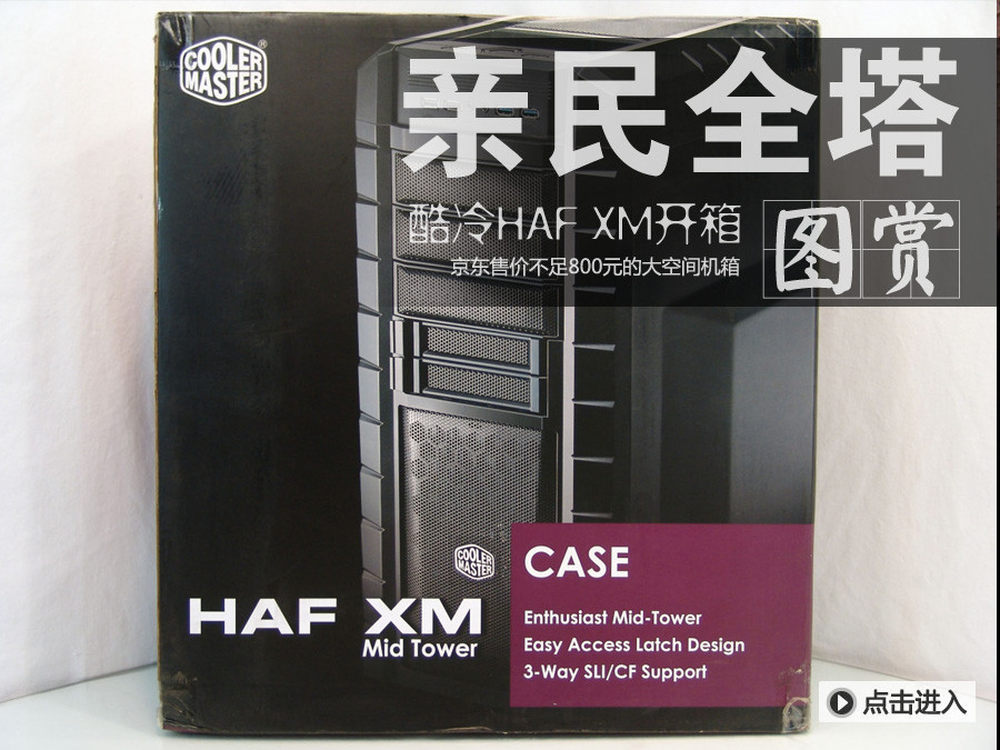 COOLER
MASTER
®
亲民全塔
酷冷HAF XM开箱
图赏
京东售价不足800元的大空间机箱
COOLER
MASTER
CASE
Enthusiast Mid-Tower
Easy Access Latch Design
3-Way SLI/CF Support
HAF XM
Mid Tower
点击进入